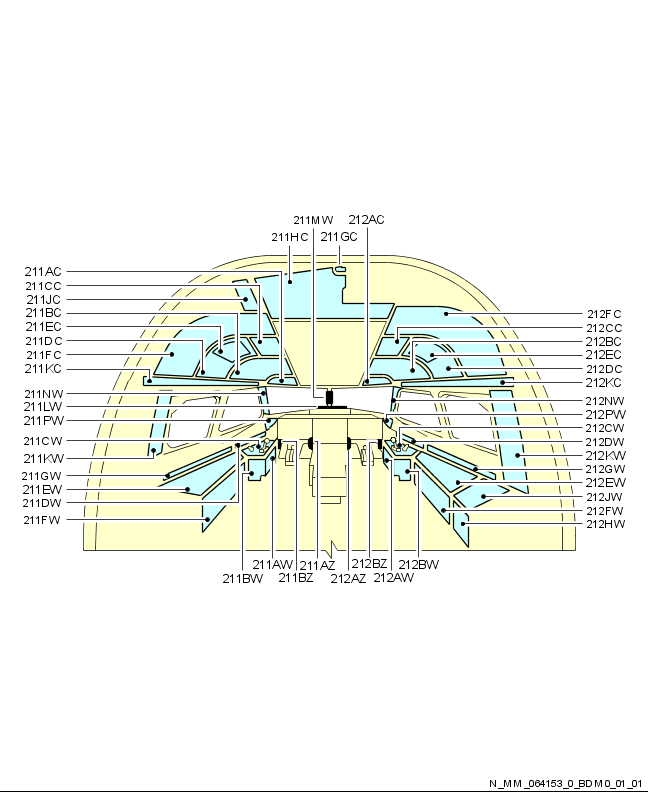 211MW 212AC
211HC 211GC
211AC
211CC
211JC
211BC
211EC
211DC
211FC
211KC
211NW
211LW
211PW
211CW
211KW
211GW
211EW
211DW
211FW
212FC
212CC
212BC
212EC
212DC
212KC
212NW
212PW
212CW
212DW
212KW
212GW
212EW
212JW
212FW
212HW
211AW 211AZ 212BZ 212BW
211BW 211BZ 212AZ 212AW
N_MM_064153_0_BDM0_01_01